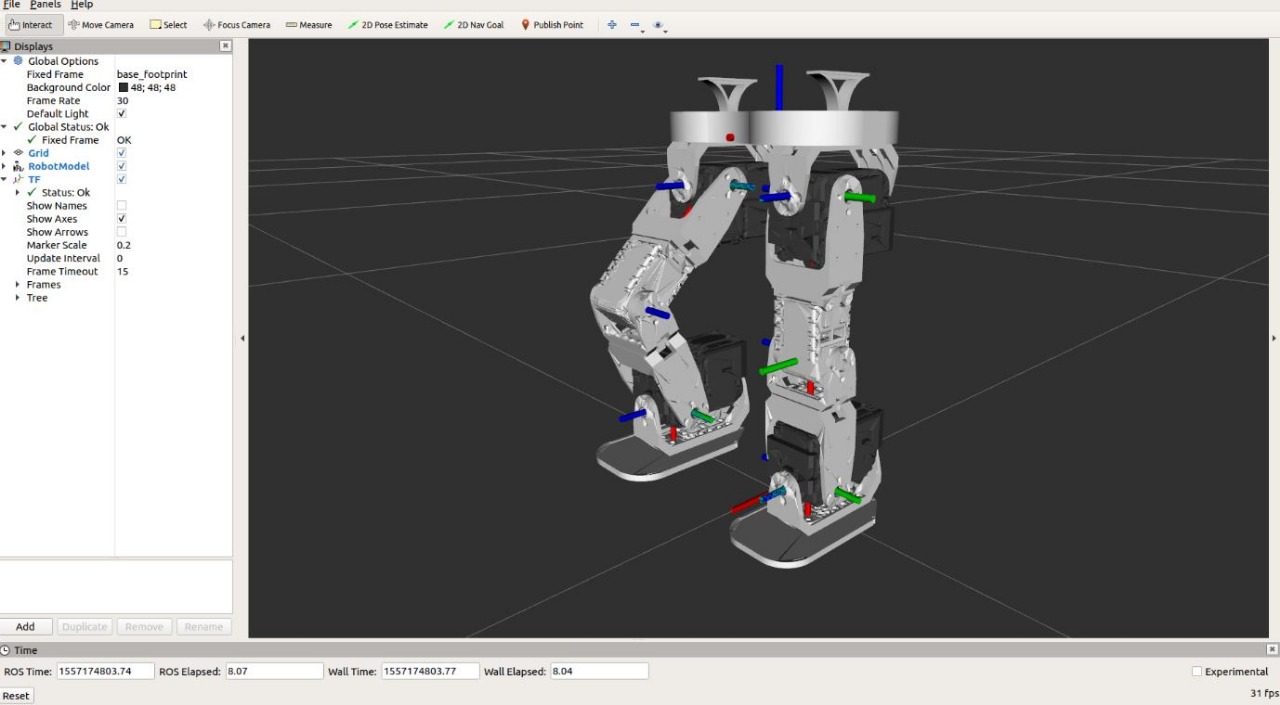 File Panels Help
Interact Move Camera Select Focus Camera Measure 2D Pose Estimate 2D Nav Goal Publish Point
Displays
Global Options
Fixed Frame base_footprint
Background Color 48; 48; 48
Frame Rate 30
Default Light
Global Status: Ok
Fixed Frame OK
Grid
RobotModel
TF
Status: Ok
Show Names
Show Axes
Show Arrows
Marker Scale 0.2
Update Interval 0
Frame Timeout 15
Frames
Tree
Add Duplicate Remove Rename
Time
ROS Time: 1557174803.74 ROS Elapsed: 8.07 Wall Time: 1557174803.77 Wall Elapsed: 8.04 Experimental
Reset 31 fps